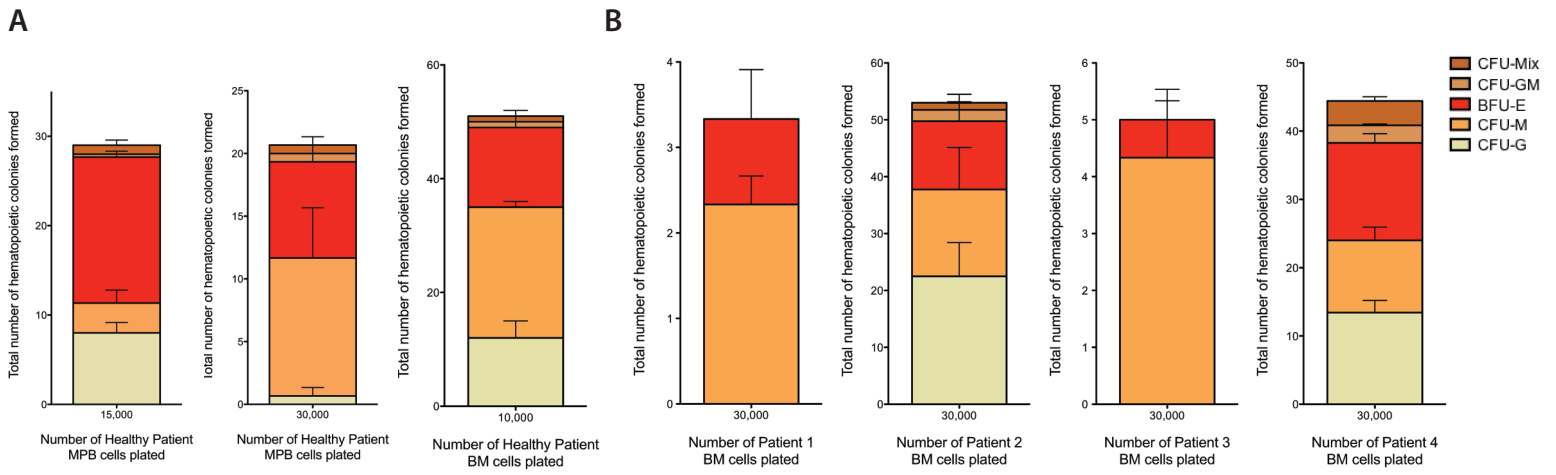 A
B
Total number of hematopoietic colonies formed
30
20
10
0
15,000
Number of Healthy Patient
MPB cells plated
Total number of hematopoietic colonies formed
25
20
15
10
5
0
30,000
Number of Healthy Patient
MPB cells plated
Total number of hematopoietic colonies formed
60
40
20
0
10,000
Number of Healthy Patient
BM cells plated
Total number of hematopoietic colonies formed
4
3
2
1
0
30,000
Number of Patient 1
BM cells plated
Total number of hematopoietic colonies formed
60
50
40
30
20
10
0
30,000
Number of Patient 2
BM cells plated
Total number of hematopoietic colonies formed
6
5
4
3
2
1
0
30,000
Number of Patient 3
BM cells plated
Total number of hematopoietic colonies formed
50
40
30
20
10
0
30,000
Number of Patient 4
BM cells plated
CFU-Mix
CFU-GM
BFU-E
CFU-M
CFU-G